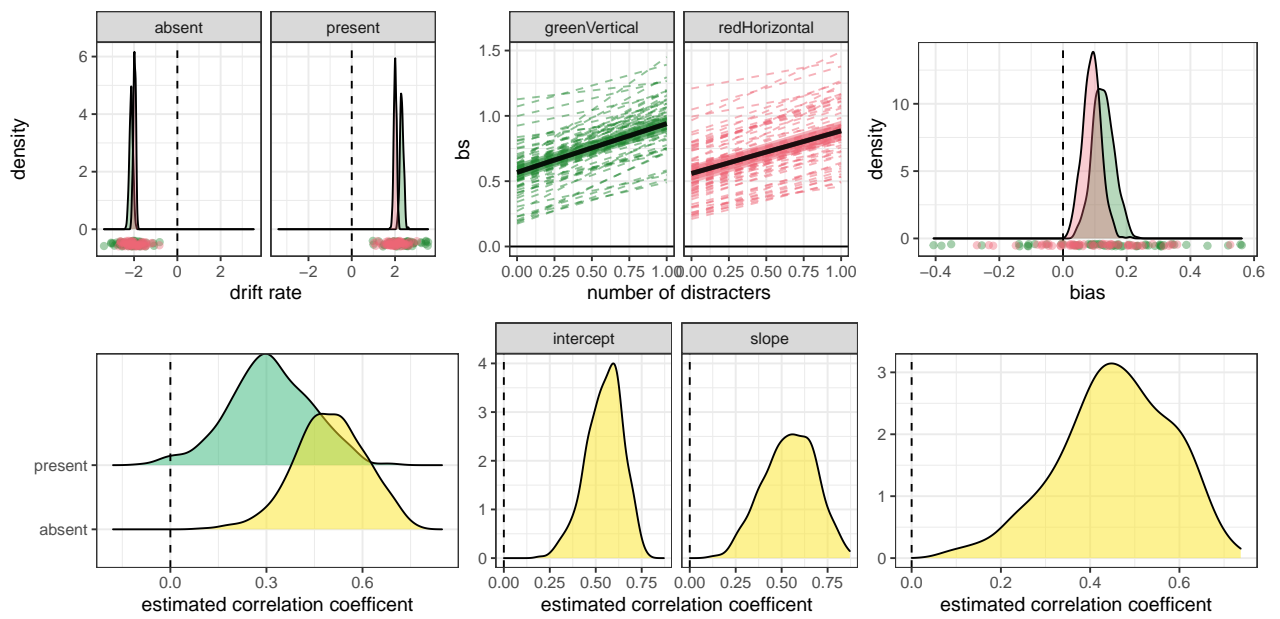 absent present
density
6
4
2
0
−2 0 2 −2 0 2
drift rate
greenVertical redHorizontal
bs
1.5
1.0
0.5
0.0
0.00 0.25 0.50 0.75 1.00 0.00 0.25 0.50 0.75 1.00
number of distracters
density
10
5
0
−0.4 −0.2 0.0 0.2 0.4 0.6
bias
present
absent
0.0 0.3 0.6
estimated correlation coefficent
intercept slope
4
3
2
1
0
0.00 0.25 0.50 0.75 0.00 0.25 0.50 0.75
estimated correlation coefficent
3
2
1
0
0.0 0.2 0.4 0.6
estimated correlation coefficent